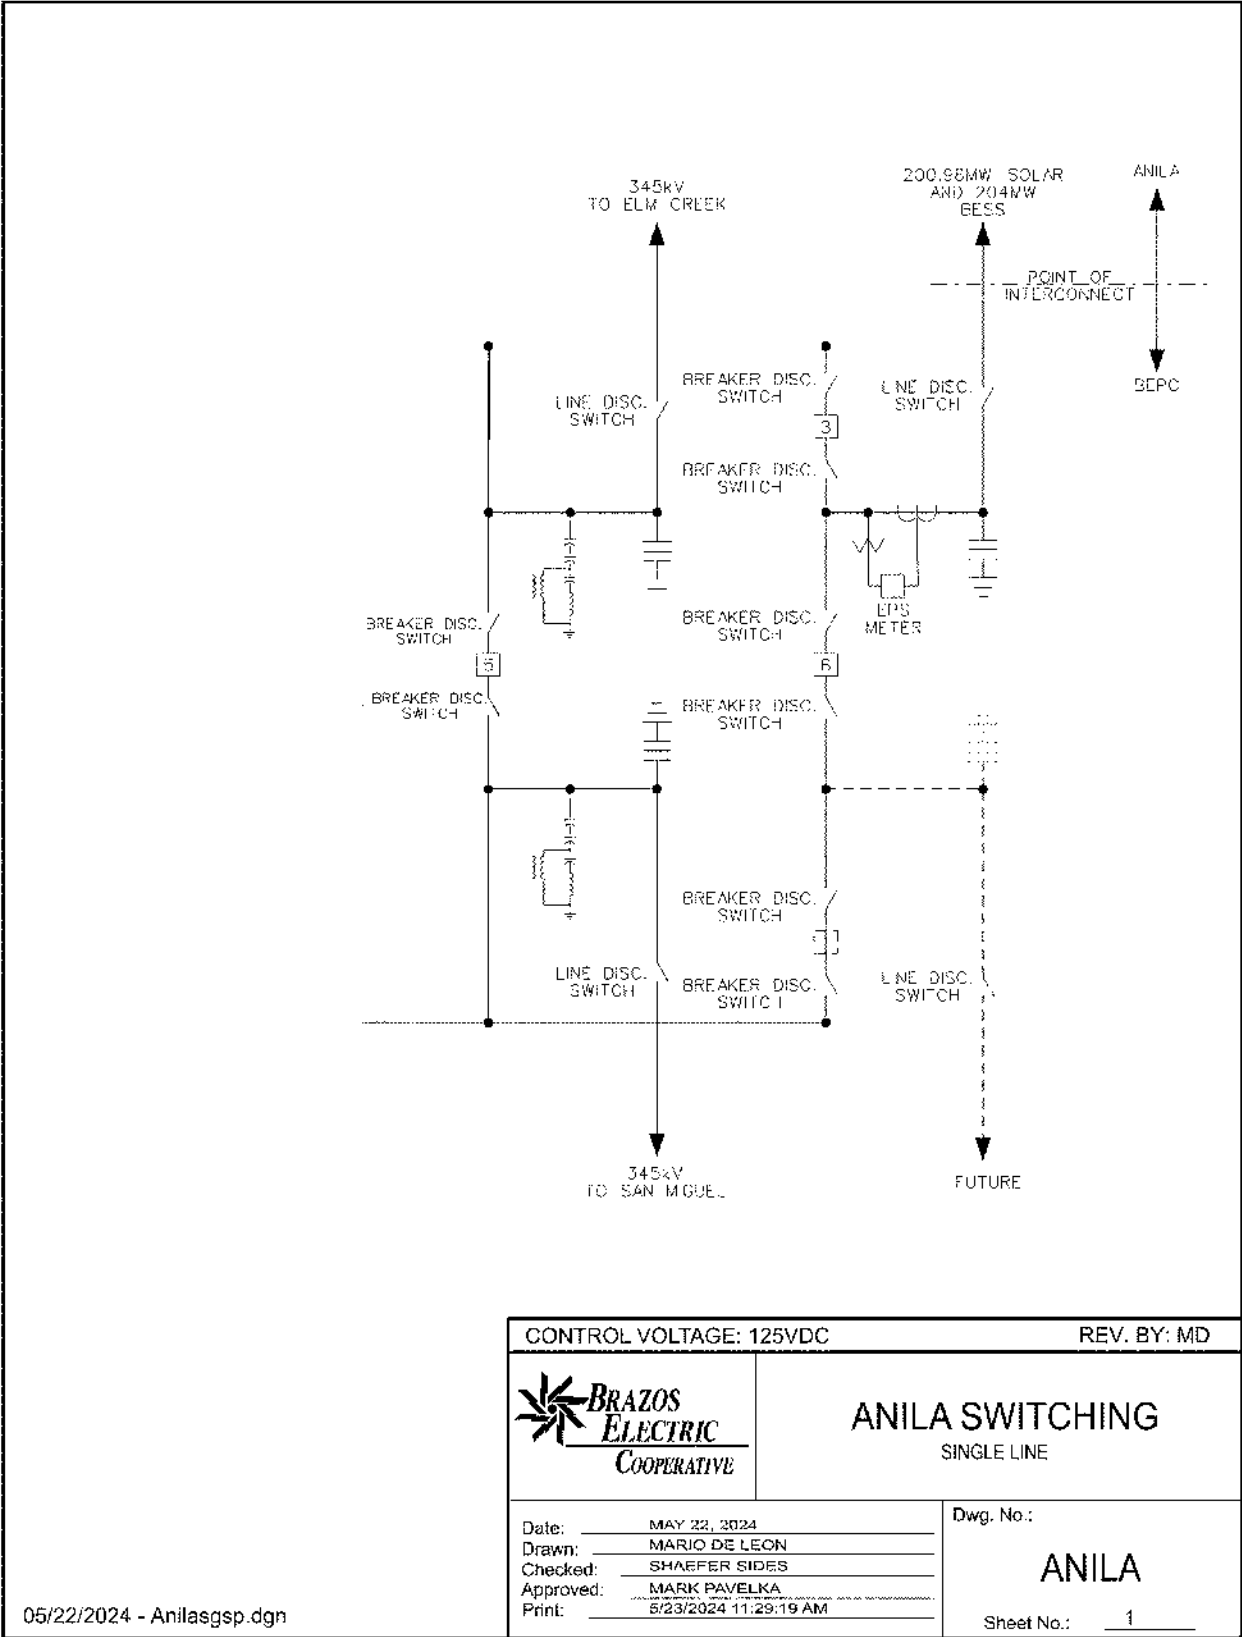 345kV
TO ELM CREEK
200.98MW SOLAR
AND 204MW
BESS
ANILA
POINT OF
INTERCONNECT
BEPC
BREAKER DISC.
SWITCH
LINE DISC.
SWITCH
LINE DISC.
SWITCH
3
BREAKER DISC.
SWITCH
EPS
METER
BREAKER DISC.
SWITCH
BREAKER DISC.
SWITCH
5
6
BREAKER DISC.
SWITCH
BREAKER DISC.
SWITCH
BREAKER DISC.
SWITCH
LINE DISC.
SWITCH
BREAKER DISC.
SWITCH
LINE DISC.
SWITCH
345kV
TO SAN MIGUEL
FUTURE
CONTROL VOLTAGE: 125VDC REV. BY: MD
BRAZOS
ELECTRIC
COOPERATIVE
ANILA SWITCHING
SINGLE LINE
Date: MAY 22, 2024
Drawn: MARIO DE LEON
Checked: SHAEFER SIDES
Approved: MARK PAVELKA
Print: 5/23/2024 11:29:19 AM
Dwg. No.:
ANILA
Sheet No.: 1
05/22/2024 - Anilasgsp.dgn